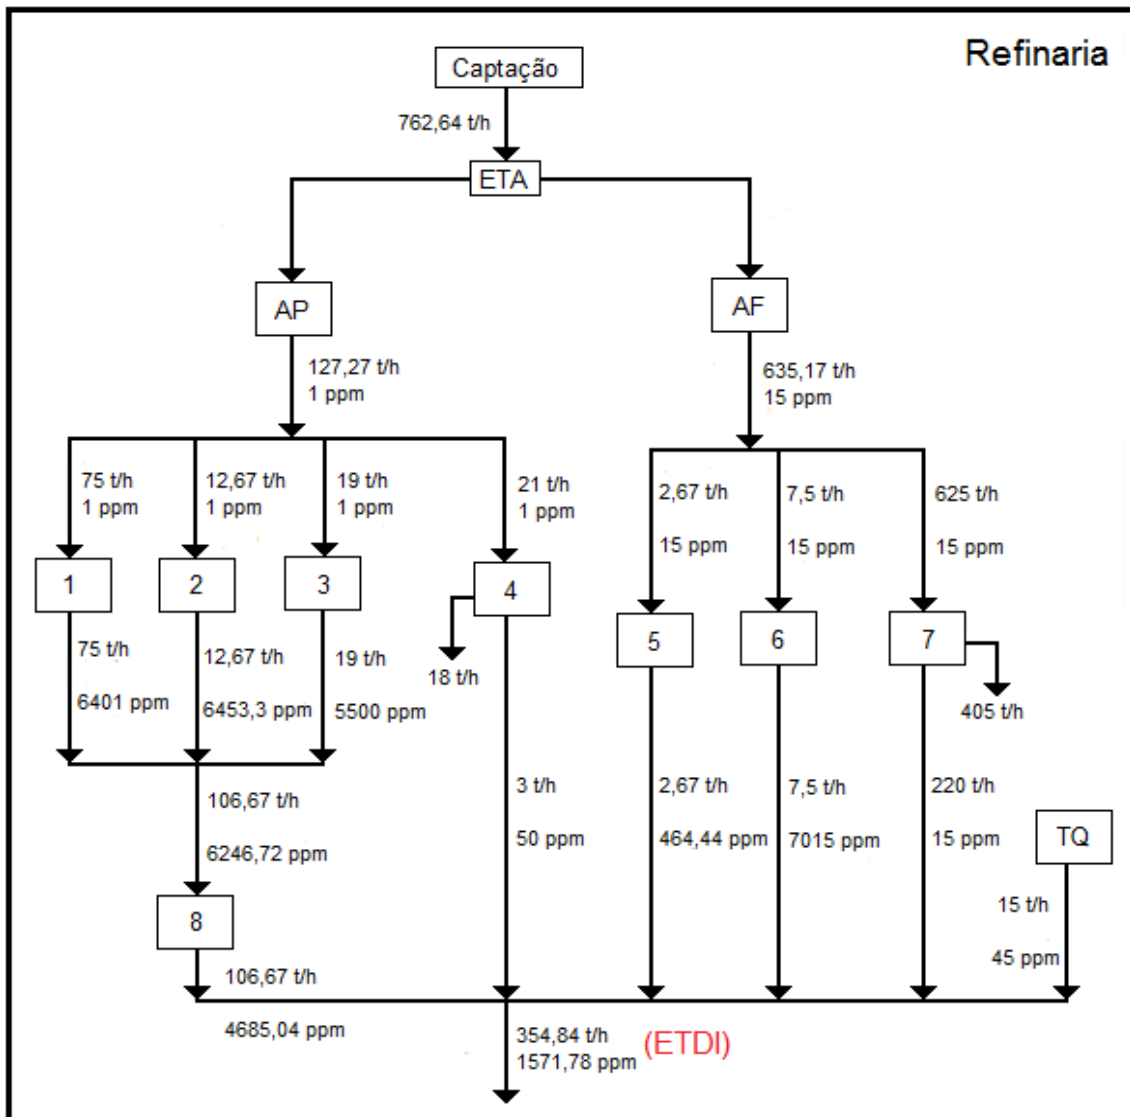 Refinaria
Captação
762,64 t/h
ETA
AP
AF
127,27 t/h
1 ppm
635,17 t/h
15 ppm
75 t/h
1 ppm
12,67 t/h
1 ppm
19 t/h
1 ppm
21 t/h
1 ppm
2,67 t/h
15 ppm
7,5 t/h
15 ppm
625 t/h
15 ppm
1
2
3
4
5
6
7
75 t/h
6401 ppm
12,67 t/h
6453,3 ppm
19 t/h
5500 ppm
18 t/h
405 t/h
106,67 t/h
6246,72 ppm
3 t/h
50 ppm
2,67 t/h
464,44 ppm
7,5 t/h
7015 ppm
220 t/h
15 ppm
TQ
15 t/h
45 ppm
8
106,67 t/h
4685,04 ppm
354,84 t/h
1571,78 ppm
(ETDI)